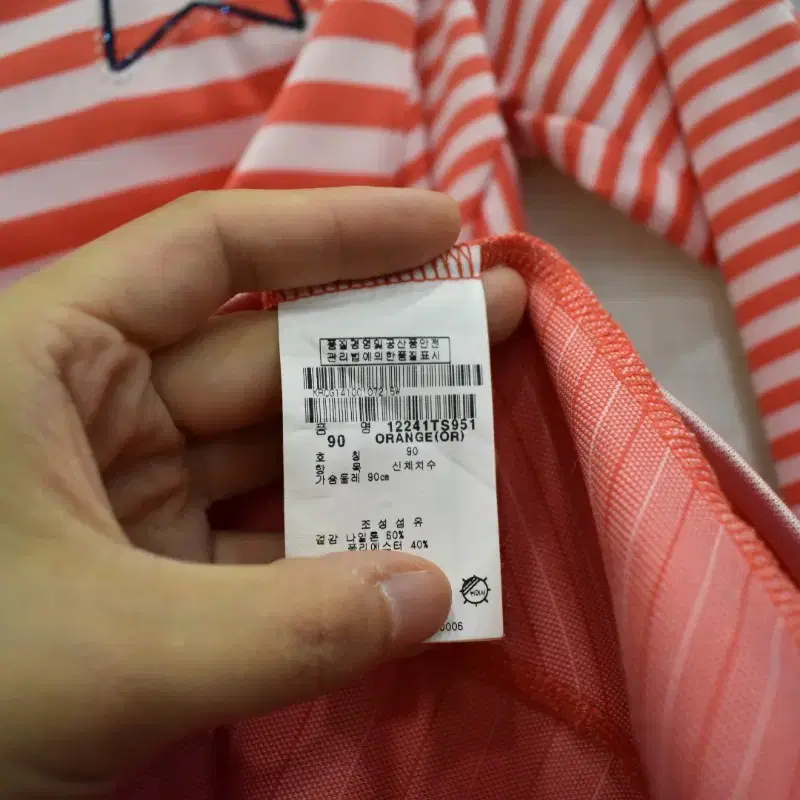 품질경영및공산품안전
관리법에의한품질표시
품 명 12241TS951
90 ORANGE(OR)
호 칭 90
항 목 신체치수
가슴둘레 90cm
조성섬유
겉감 나일론 60%
폴리에스터 40%
0006